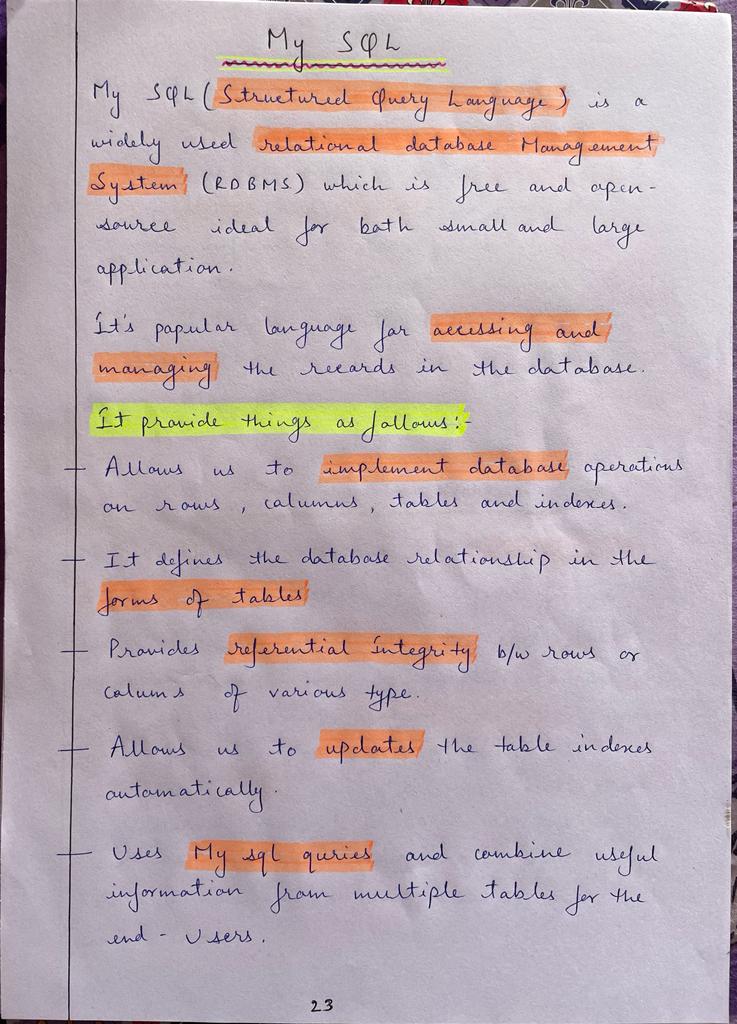 My SQL
My SQL (Structured Query Language) is a
widely used relational database Management
System (RDBMS) which is free and open-
source ideal for both small and large
application.
It's popular language for accessing and
managing the records in the database.
It provide things as follows:-
Allows us to implement database operations
on rows, columns, tables and indexes.
It defines the database relationship in the
forms of tables
Provides referential Integrity b/w rows or
colums of various type.
Allows us to updates the table indexes
automatically.
Uses My sql quries and combine useful
information from multiple tables for the
end-users.
23